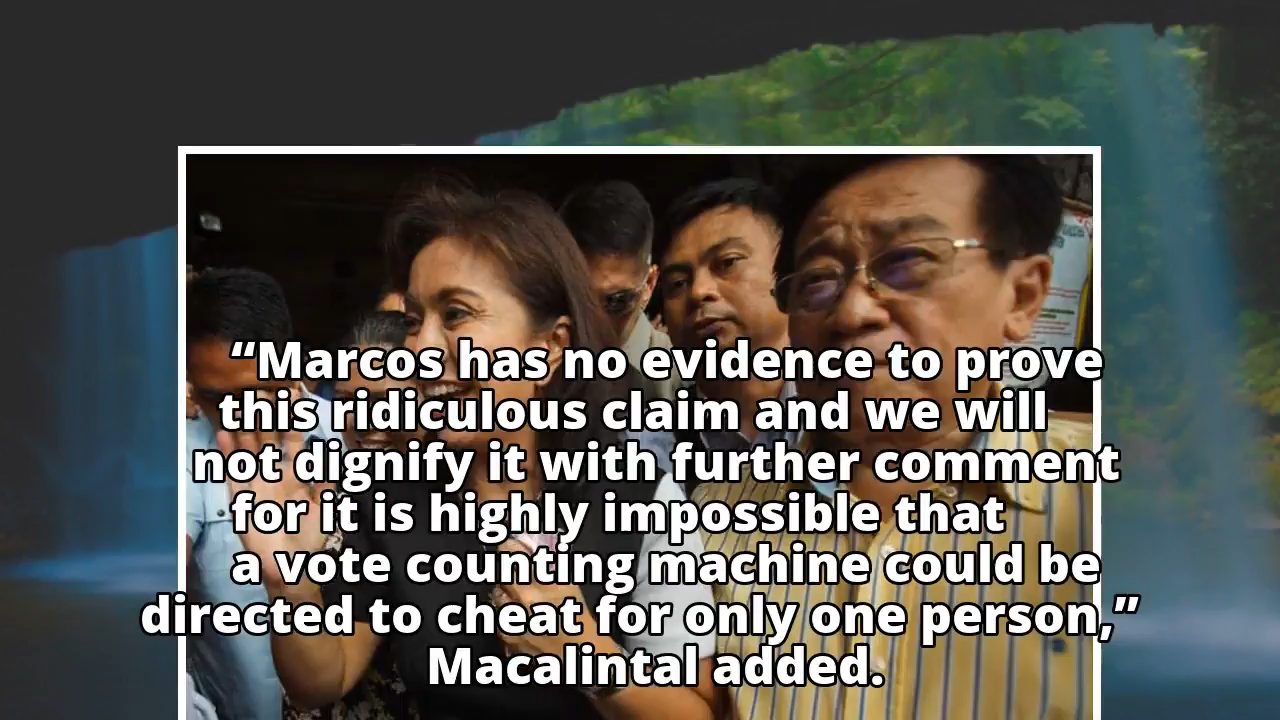 “Marcos has no evidence to prove
this ridiculous claim and we will
not dignify it with further comment
for it is highly impossible that
a vote counting machine could be
directed to cheat for only one person,”
Macalintal added.